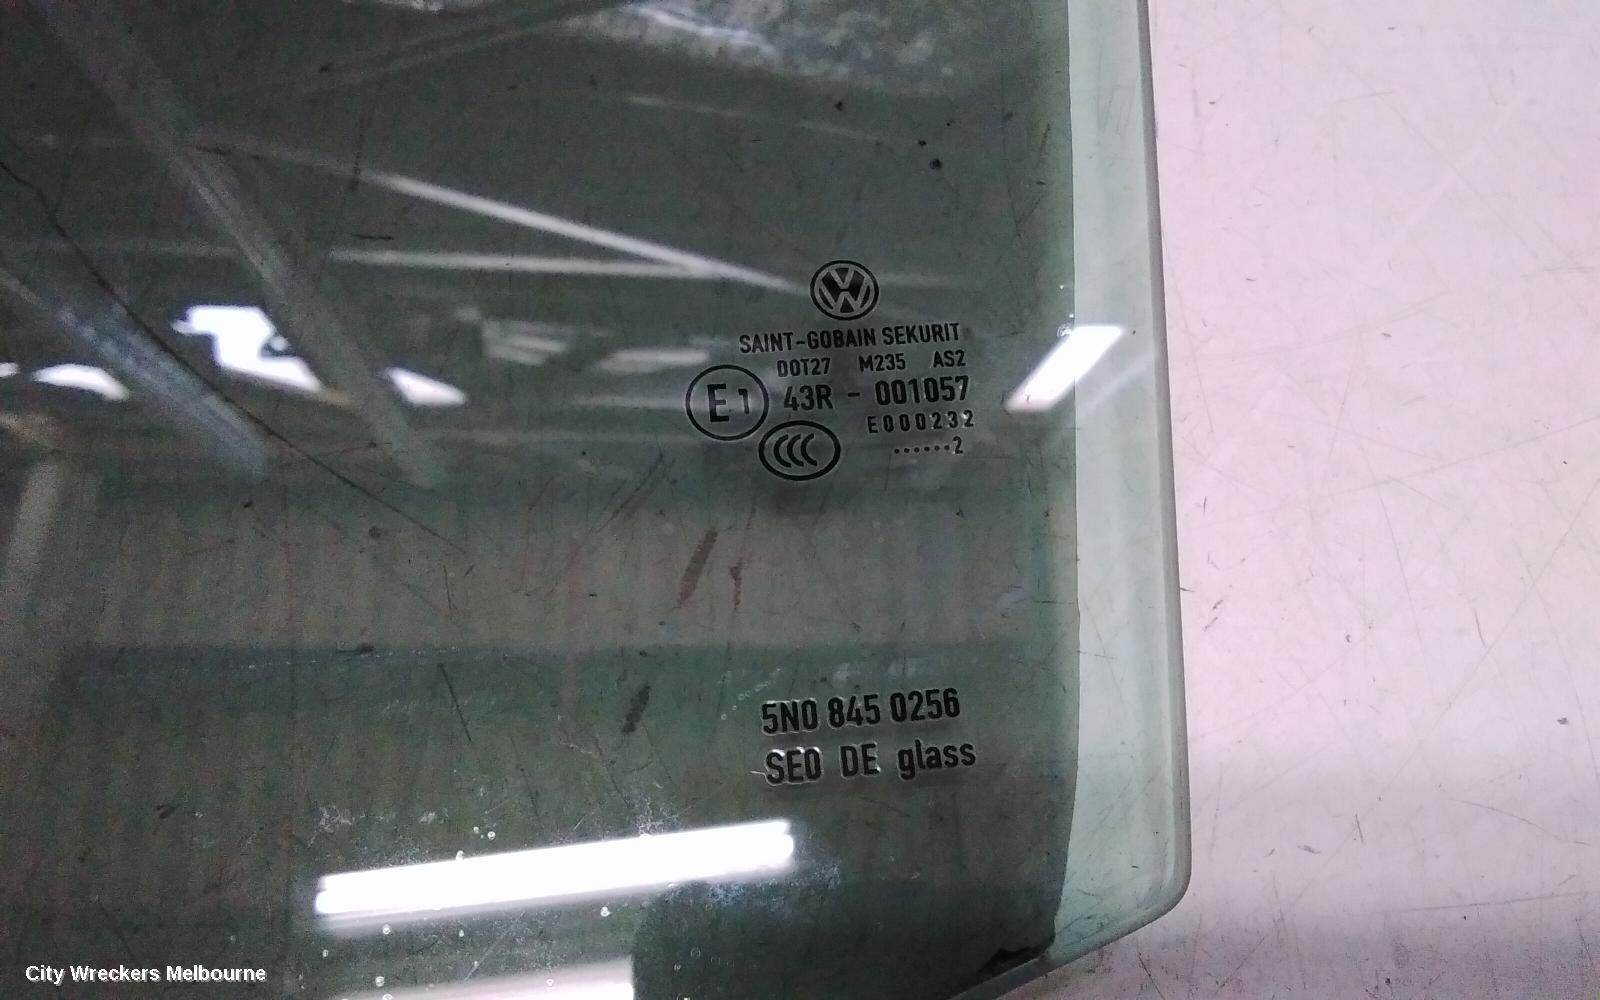 SAINT-GOBAIN SEKURIT
DOT27 M235 AS2
E1 43R - 001057
E000232
CCC
......2
5N0 845 0256
SEO DE glass
City Wreckers Melbourne